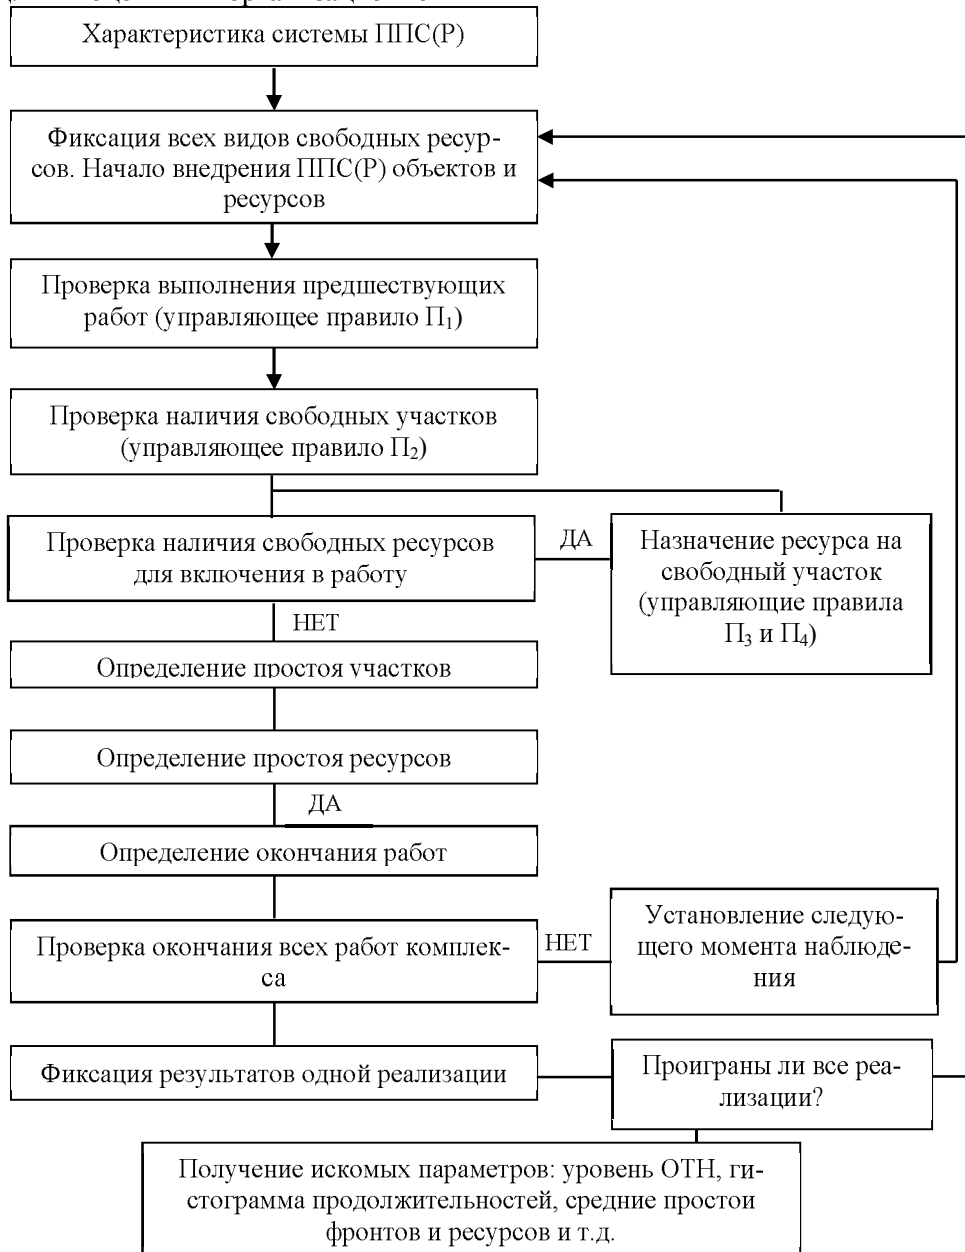 Характеристика системы ППС(Р)
Фиксация всех видов свободных ресур-
сов. Начало внедрения ППС(Р) объектов и
ресурсов
Проверка выполнения предшествующих
работ (управляющее правило П₁)
Проверка наличия свободных участков
(управляющее правило П₂)
Проверка наличия свободных ресурсов
для включения в работу
ДА
Назначение ресурса на
свободный участок
(управляющие правила
П₃ и П₄)
НЕТ
Определение простоя участков
Определение простоя ресурсов
ДА
Определение окончания работ
Проверка окончания всех работ комплек-
са
НЕТ
Установление следую-
щего момента наблюде-
ния
Фиксация результатов одной реализации
Проиграны ли все реа-
лизации?
Получение искомых параметров: уровень ОТН, ги-
стограмма продолжительностей, средние простои
фронтов и ресурсов и т.д.